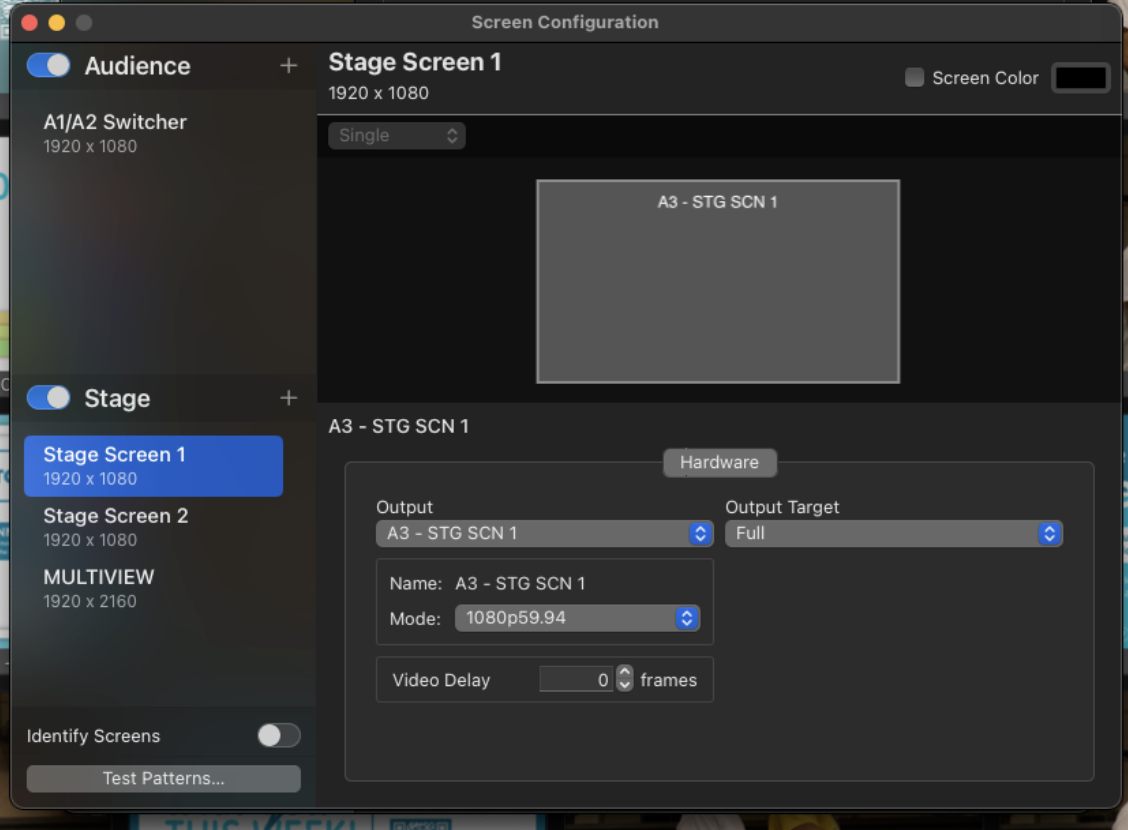 Screen Configuration
Audience
A1/A2 Switcher
1920 x 1080
Stage
Stage Screen 1
1920 x 1080
Stage Screen 2
1920 x 1080
MULTIVIEW
1920 x 2160
Identify Screens
Test Patterns...
Stage Screen 1
1920 x 1080
Screen Color
Single
A3 - STG SCN 1
A3 - STG SCN 1
Hardware
Output
A3 - STG SCN 1
Output Target
Full
Name: A3 - STG SCN 1
Mode: 1080p59.94
Video Delay 0 frames
THIS WEEK!